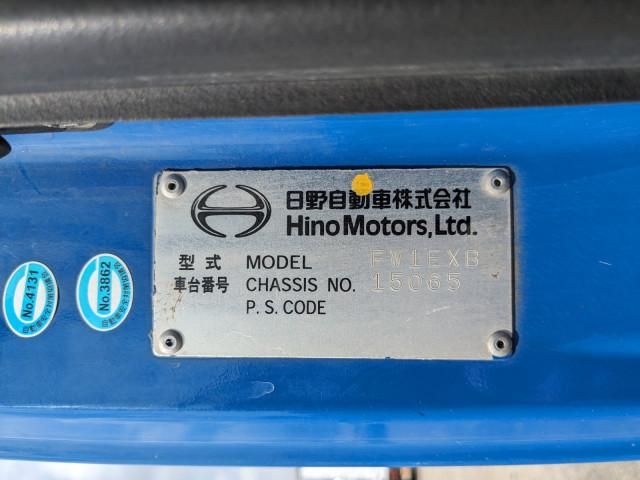 日野自動車株式会社
Hino Motors, Ltd.
型式 MODEL FW1EXB
車台番号 CHASSIS NO. 15065
P.S. CODE
No.4131
No.3862